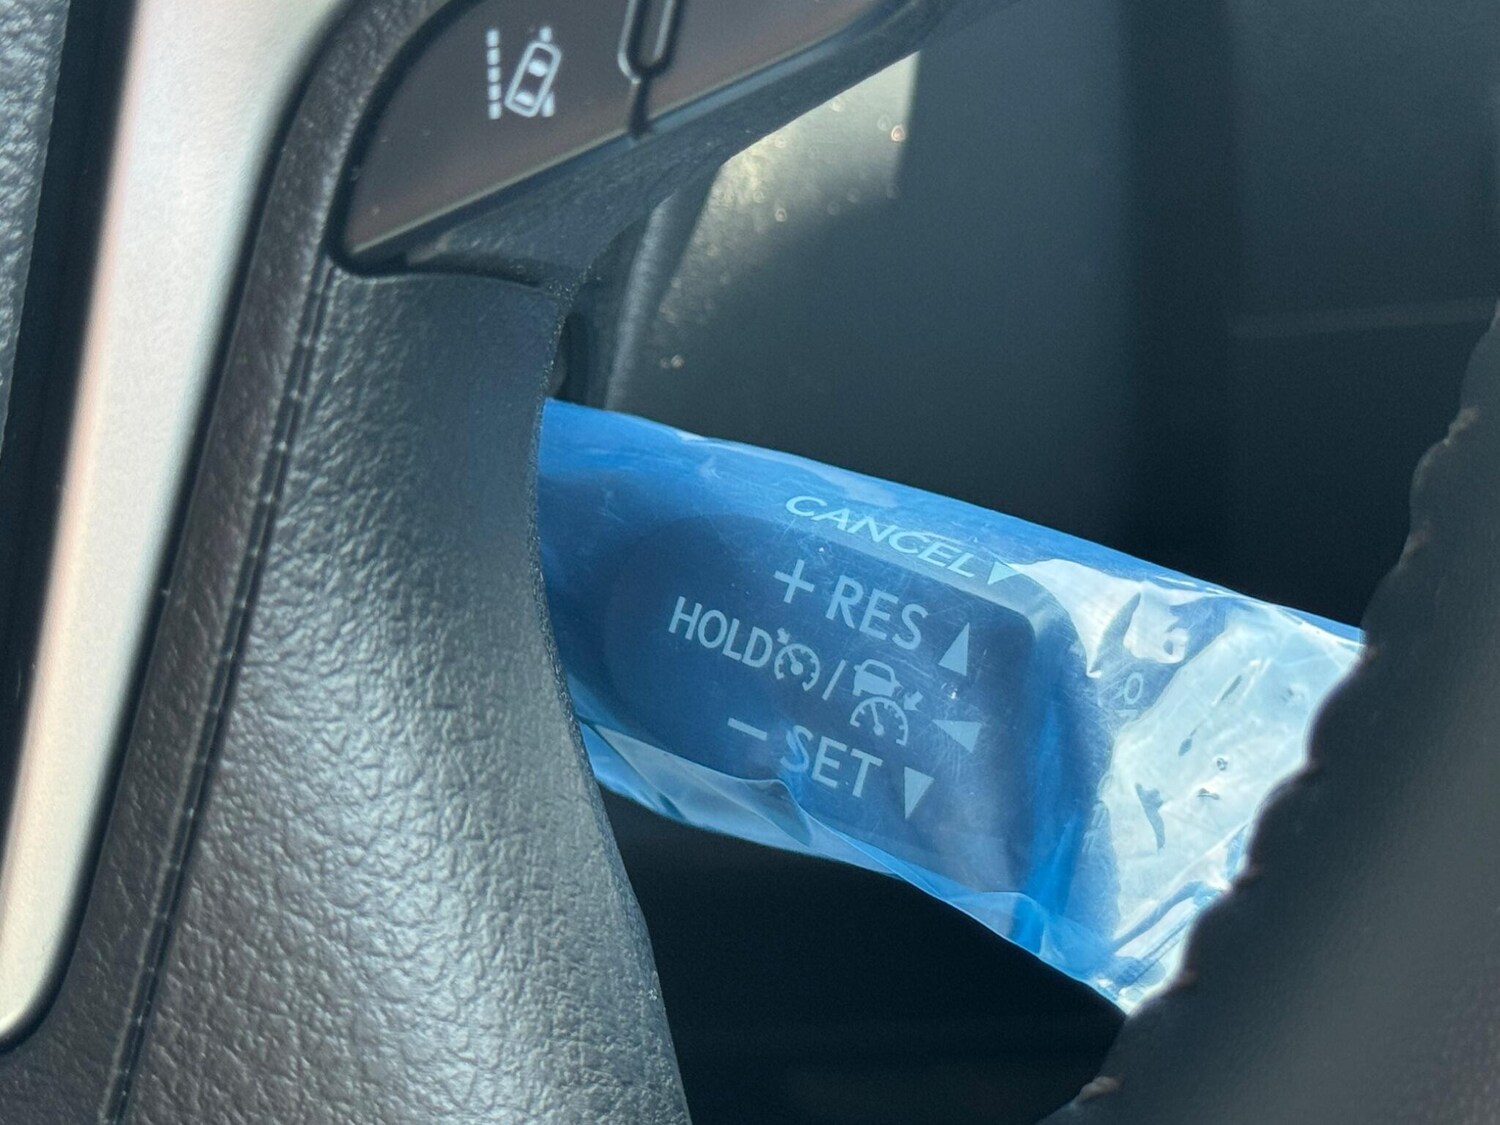 CANCEL▼
+ RES ▲
HOLD / ◀
− SET ▼